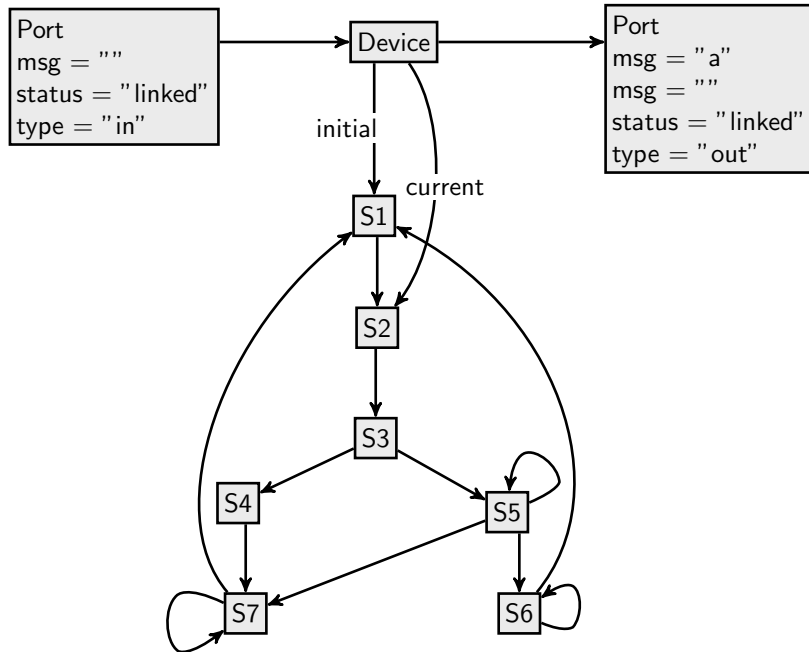 Port
msg = ""
status = "linked"
type = "in"
Device
Port
msg = "a"
msg = ""
status = "linked"
type = "out"
initial
current
S1
S2
S3
S4
S5
S7
S6